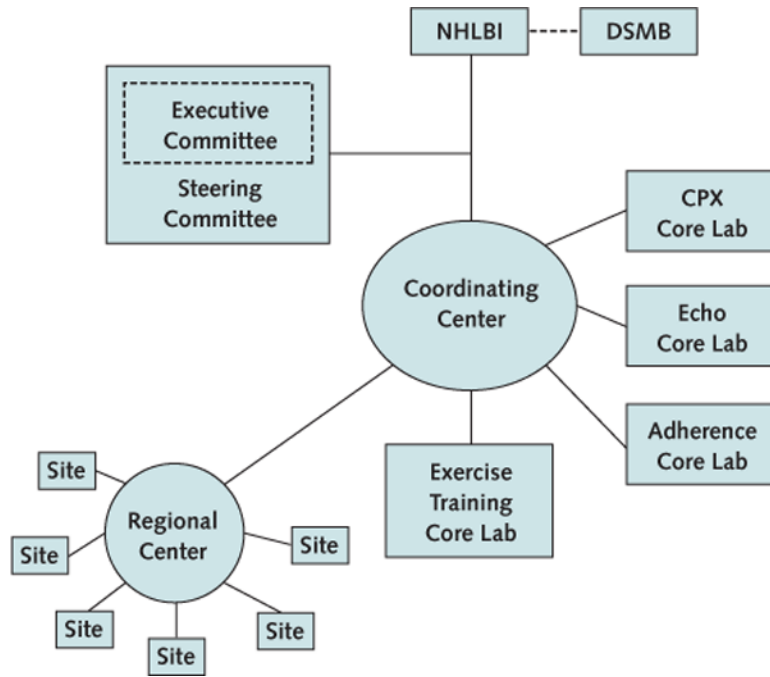 NHLBI
DSMB
Executive
Committee
Steering
Committee
CPX
Core Lab
Coordinating
Center
Echo
Core Lab
Adherence
Core Lab
Exercise
Training
Core Lab
Regional
Center
Site
Site
Site
Site
Site
Site